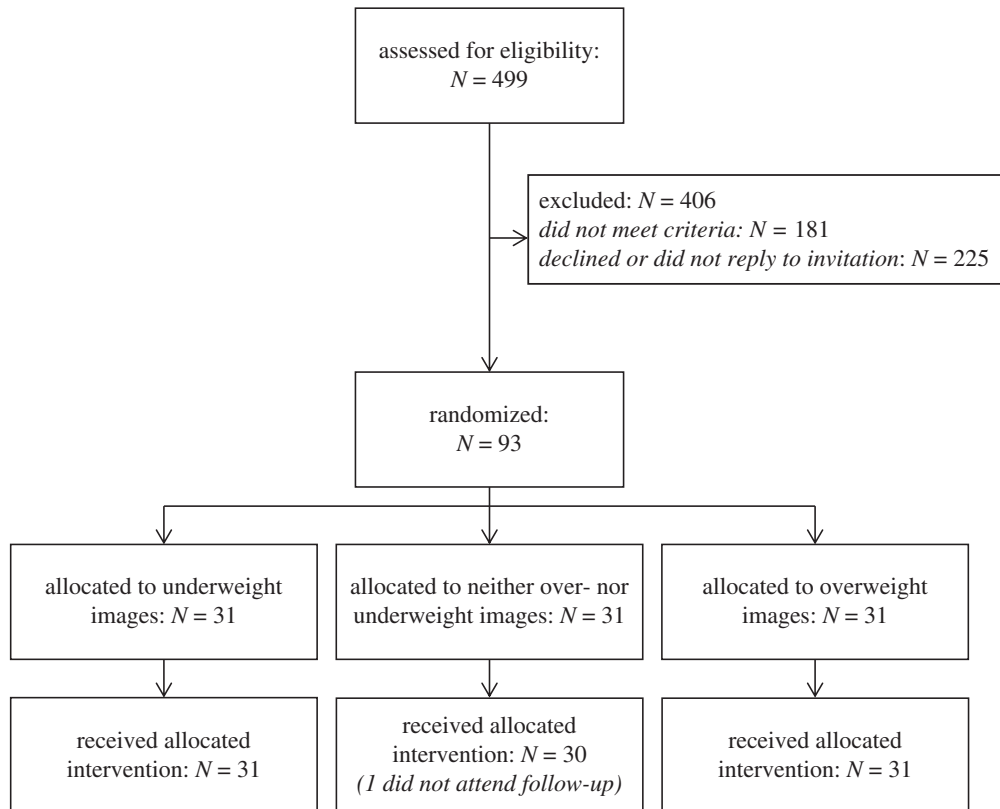 assessed for eligibility:
N = 499
excluded: N = 406
did not meet criteria: N = 181
declined or did not reply to invitation: N = 225
randomized:
N = 93
allocated to underweight
images: N = 31
allocated to neither over- nor
underweight images: N = 31
allocated to overweight
images: N = 31
received allocated
intervention: N = 31
received allocated
intervention: N = 30
(1 did not attend follow-up)
received allocated
intervention: N = 31